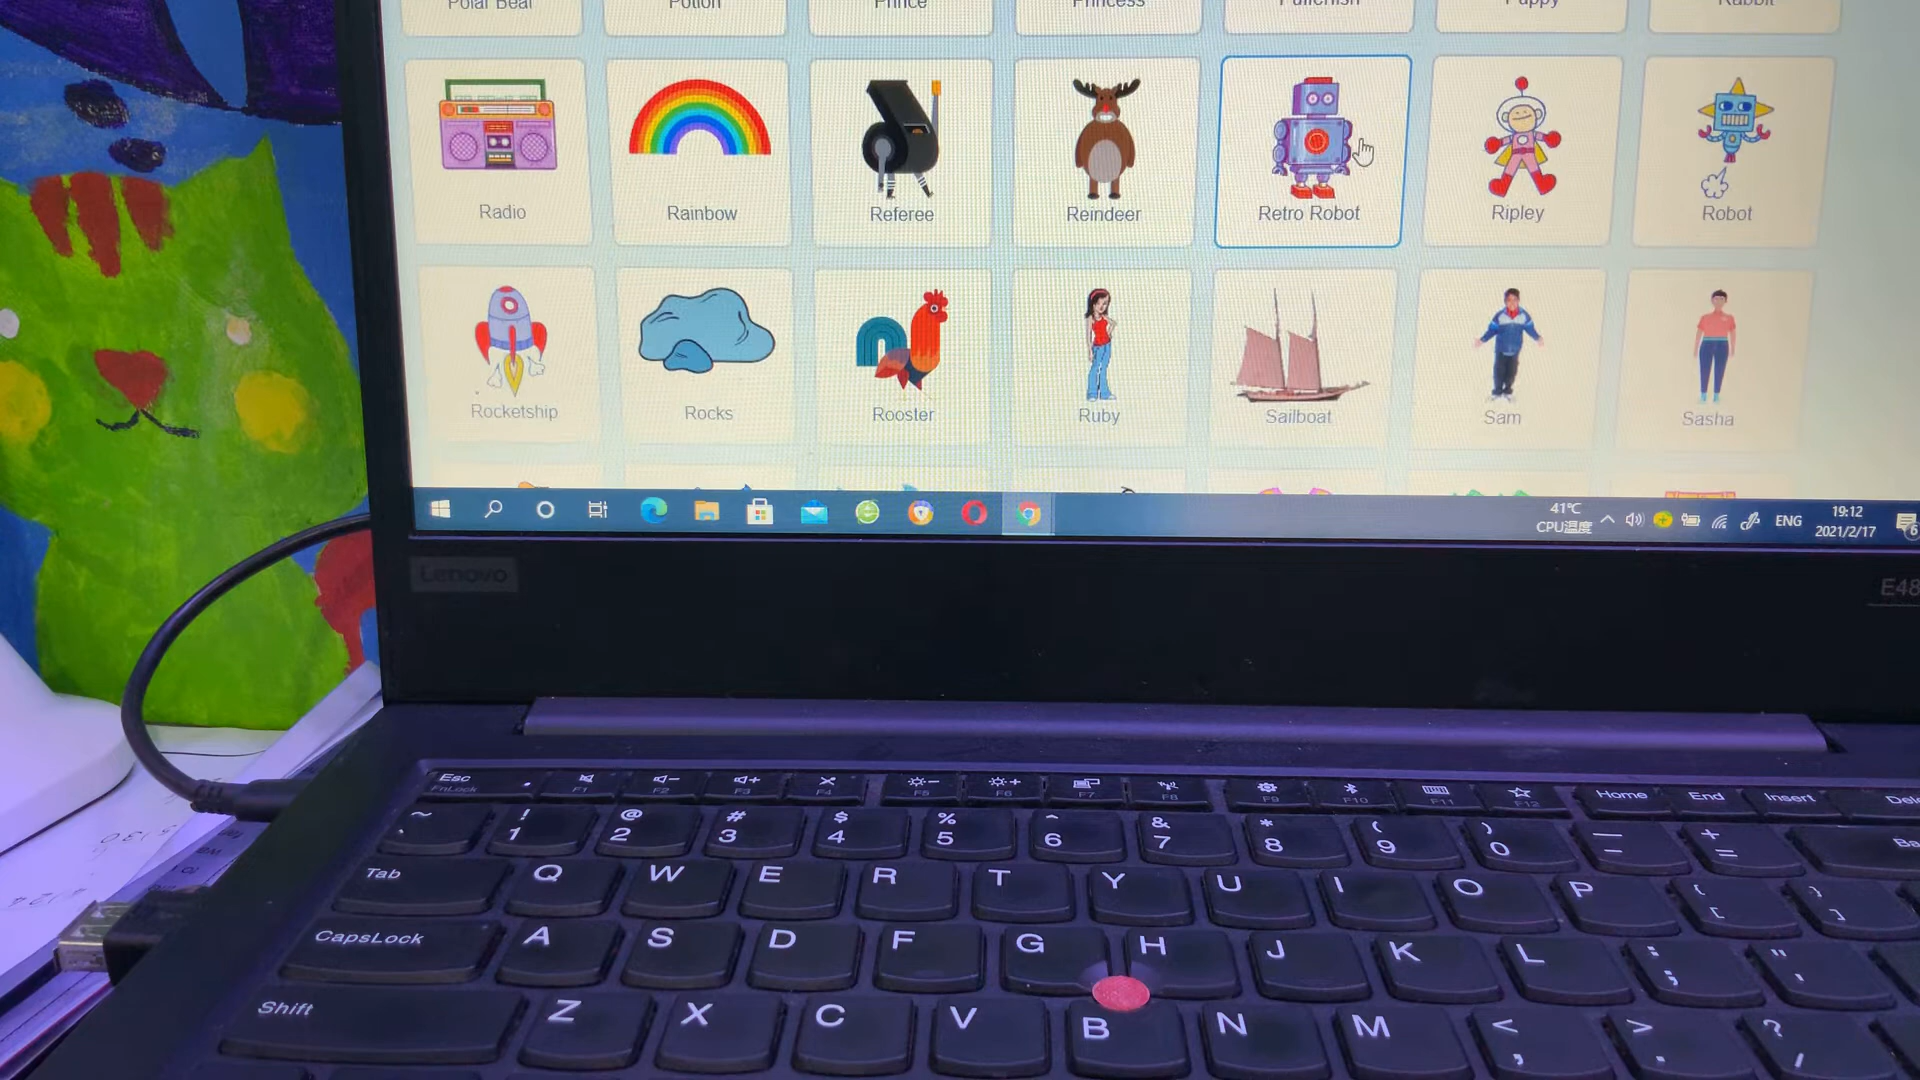 Polar Bear Potion Prince Princess Pufferfish Puppy Rabbit
Radio Rainbow Referee Reindeer Retro Robot Ripley Robot
Rocketship Rocks Rooster Ruby Sailboat Sam Sasha
41℃
CPU温度
ENG
19:12
2021/2/17
6
Lenovo
E48
Esc F1 F2 F3 F4 F5 F6 F7 F8 F9 F10 F11 F12 Home End Insert
FnLock
~ ! @ # $ % ^ & * ( ) — +
` 1 2 3 4 5 6 7 8 9 0 – =
Tab Q W E R T Y U I O P { [ } ]
CapsLock A S D F G H J K L : ; " '
Shift Z X C V B N M < , > . ? /